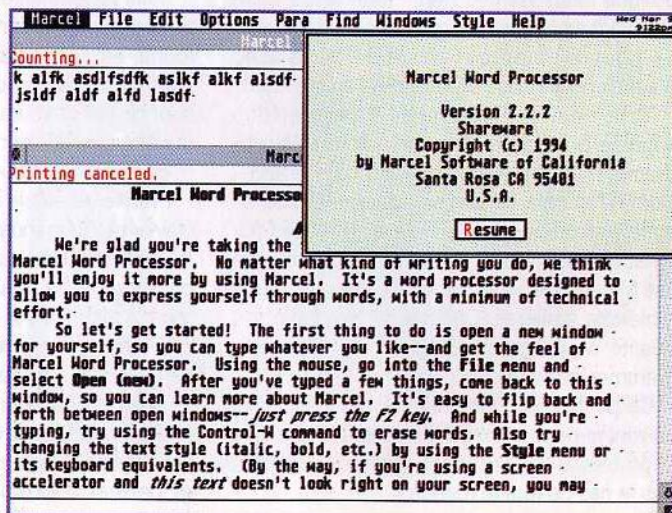 Marcel File Edit Options Para Find Windows Style Help
Wed Mar
9:22p
Marcel
Counting...
k alfk asdlfsdfk aslkf alkf alsdf
jsldf aldf alfd lasdf
Marc
Printing canceled.
Marcel Word Processo
We're glad you're taking the
Marcel Word Processor. No matter what kind of writing you do, we think
you'll enjoy it more by using Marcel. It's a word processor designed to
allow you to express yourself through words, with a minimum of technical
effort.
So let's get started! The first thing to do is open a new window
for yourself, so you can type whatever you like--and get the feel of
Marcel Word Processor. Using the mouse, go into the File menu and
select Open (new). After you've typed a few things, come back to this
window, so you can learn more about Marcel. It's easy to flip back and
forth between open windows--just press the F2 key. And while you're
typing, try using the Control-W command to erase words. Also try
changing the text style (italic, bold, etc.) by using the Style menu or
its keyboard equivalents. (By the way, if you're using a screen
accelerator and this text doesn't look right on your screen, you may
Marcel Word Processor
Version 2.2.2
Shareware
Copyright (c) 1994
by Marcel Software of California
Santa Rosa CA 95401
U.S.A.
Resume